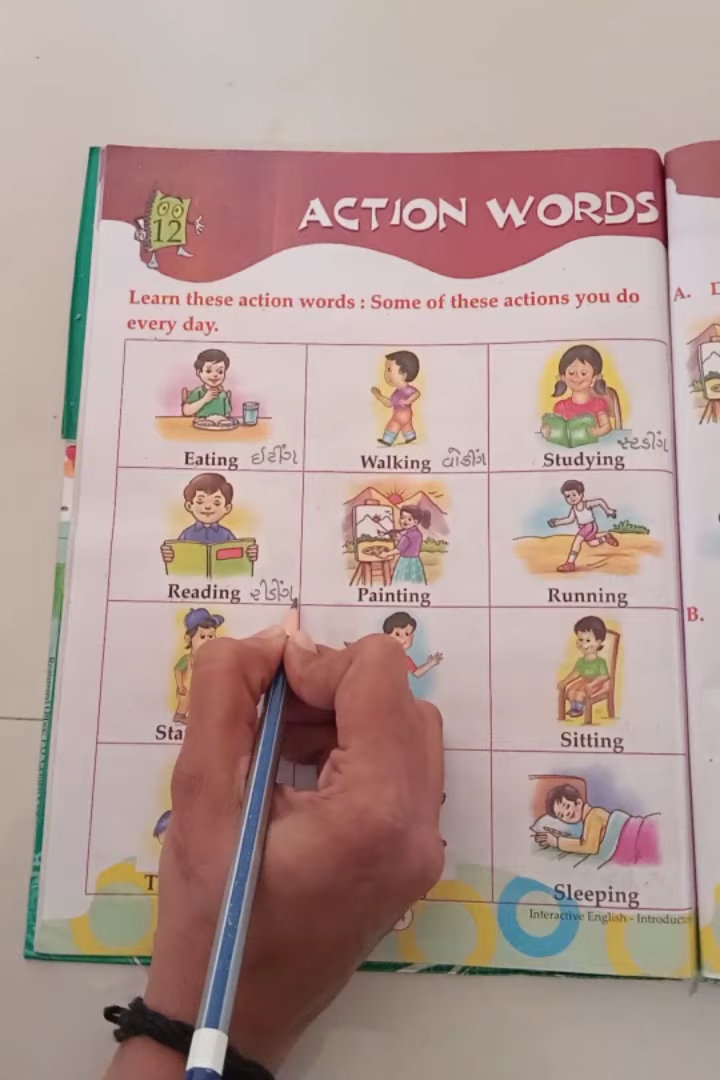 12
ACTION WORDS
Learn these action words : Some of these actions you do
every day.
Eating ઈટીંગ
Walking વોકીંગ
Studying સ્ટડીંગ
Reading રીડીંગ
Painting
Running
Sitting
Sleeping
Interactive English - Introduc
A.
B.